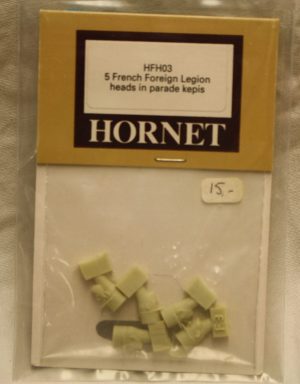 HFH03
5 French Foreign Legion
heads in parade kepis
HORNET
15,-